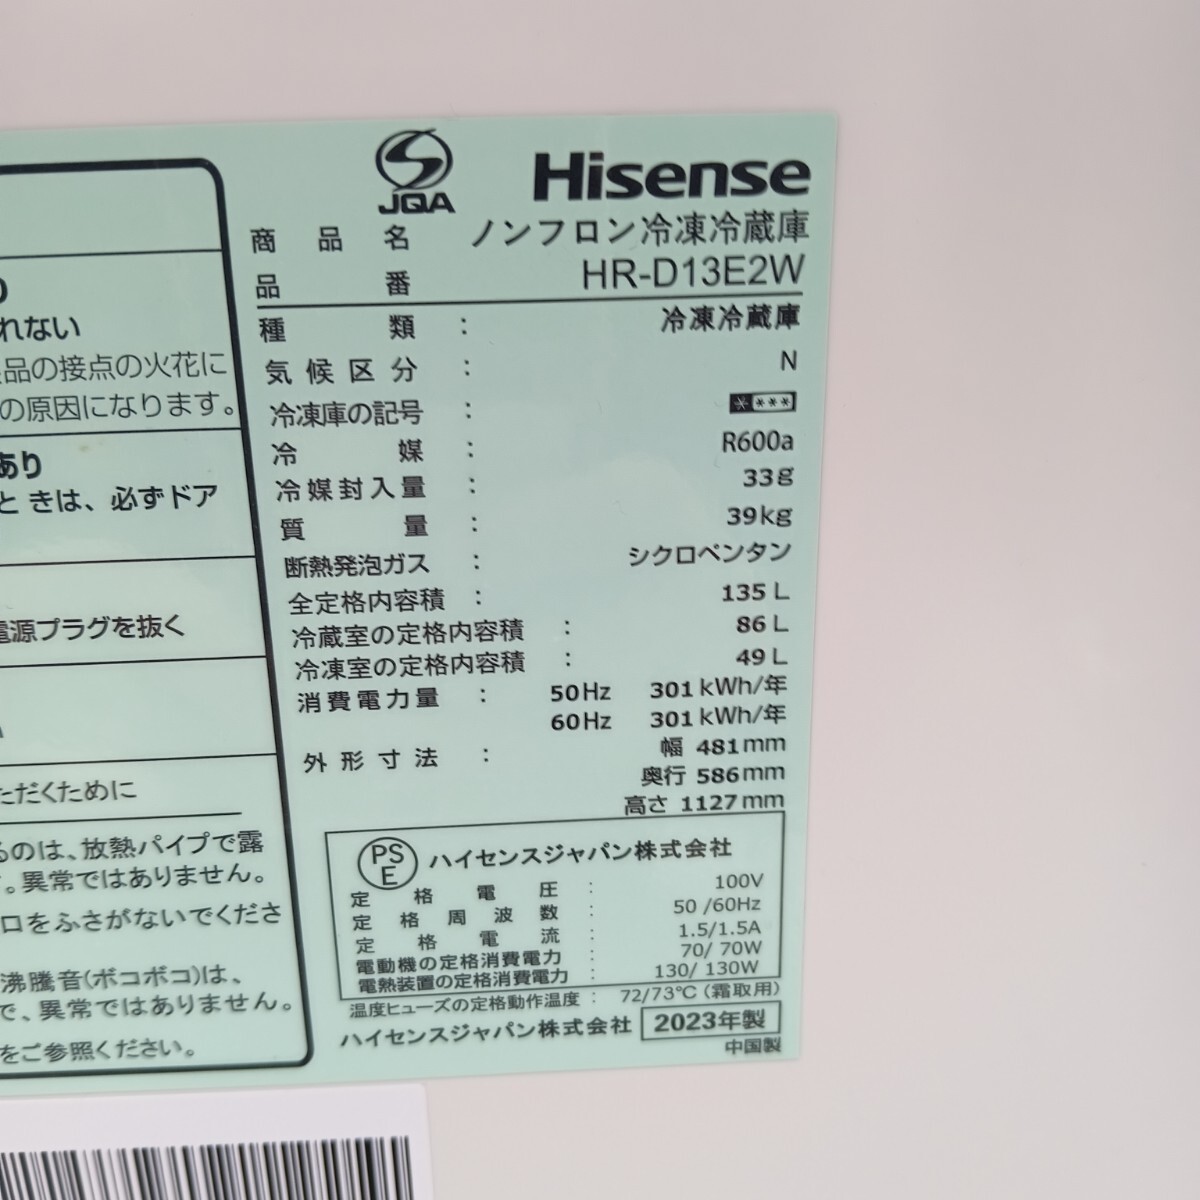 れない
品の接点の火花に
の原因になります。
あり
ときは、必ずドア
電源プラグを抜く
ただくために
るのは、放熱パイプで露
。異常ではありません。
口をふさがないでくださ
沸騰音(ボコボコ)は、
で、異常ではありません。
をご参照ください。
JQA
Hisense
商品名 ノンフロン冷凍冷蔵庫
品番 HR-D13E2W
種類 : 冷凍冷蔵庫
気候区分 : N
冷凍庫の記号 : ****
冷媒 : R600a
冷媒封入量 : 33g
質量 : 39kg
断熱発泡ガス : シクロペンタン
全定格内容積 : 135 L
冷蔵室の定格内容積 : 86 L
冷凍室の定格内容積 : 49 L
消費電力量 : 50Hz 301kWh/年
60Hz 301kWh/年
外形寸法 : 幅 481mm
奥行 586mm
高さ 1127mm
PS
E
ハイセンスジャパン株式会社
定格電圧 : 100V
定格周波数 : 50 /60Hz
定格電流 : 1.5/1.5A
電動機の定格消費電力 : 70/ 70W
電熱装置の定格消費電力 : 130/ 130W
温度ヒューズの定格動作温度 : 72/73℃(霜取用)
ハイセンスジャパン株式会社 2023年製
中国製